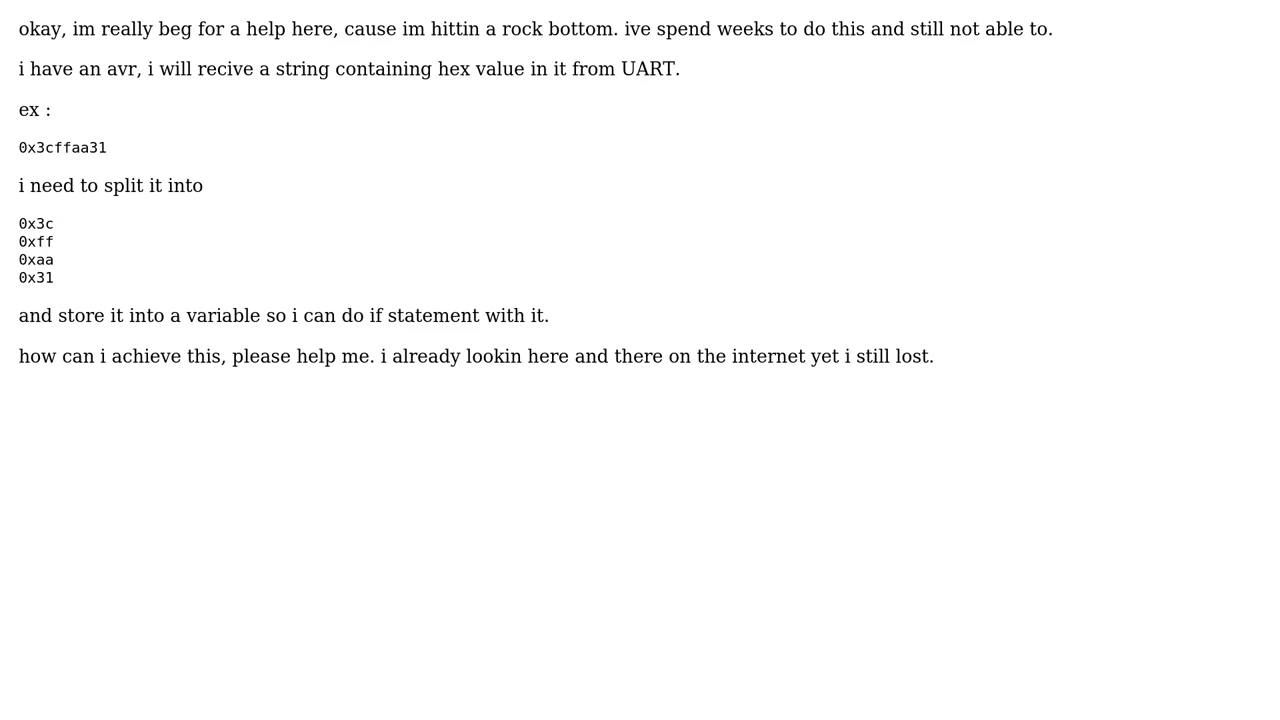 okay, im really beg for a help here, cause im hittin a rock bottom. ive spend weeks to do this and still not able to.
i have an avr, i will recive a string containing hex value in it from UART.
ex :
0x3cffaa31
i need to split it into
0x3c
0xff
0xaa
0x31
and store it into a variable so i can do if statement with it.
how can i achieve this, please help me. i already lookin here and there on the internet yet i still lost.